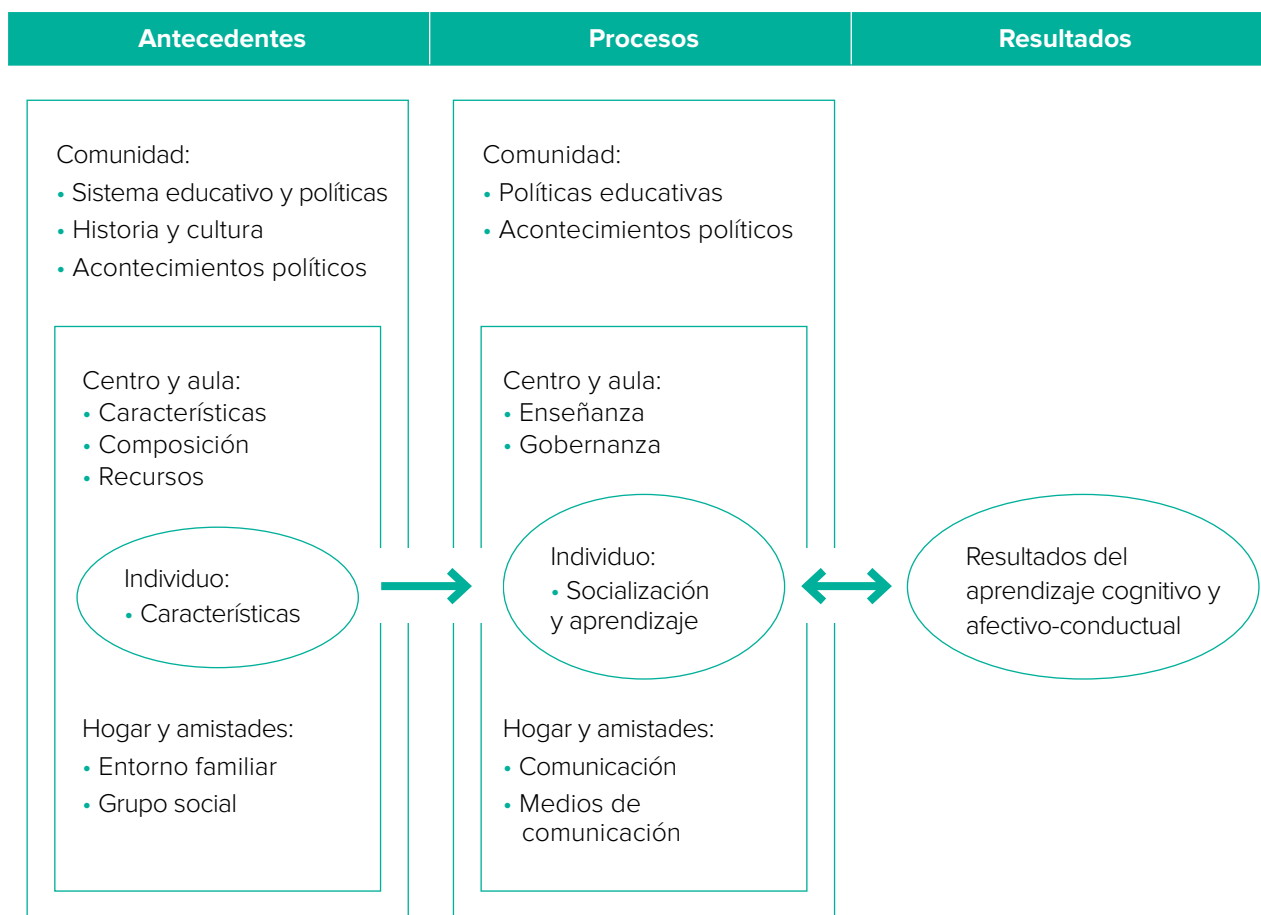 Antecedentes
Procesos
Resultados
Comunidad:
• Sistema educativo y políticas
• Historia y cultura
• Acontecimientos políticos
Centro y aula:
• Características
• Composición
• Recursos
Individuo:
• Características
Hogar y amistades:
• Entorno familiar
• Grupo social
Comunidad:
• Políticas educativas
• Acontecimientos políticos
Centro y aula:
• Enseñanza
• Gobernanza
Individuo:
• Socialización
y aprendizaje
Hogar y amistades:
• Comunicación
• Medios de
comunicación
Resultados del
aprendizaje cognitivo y
afectivo-conductual